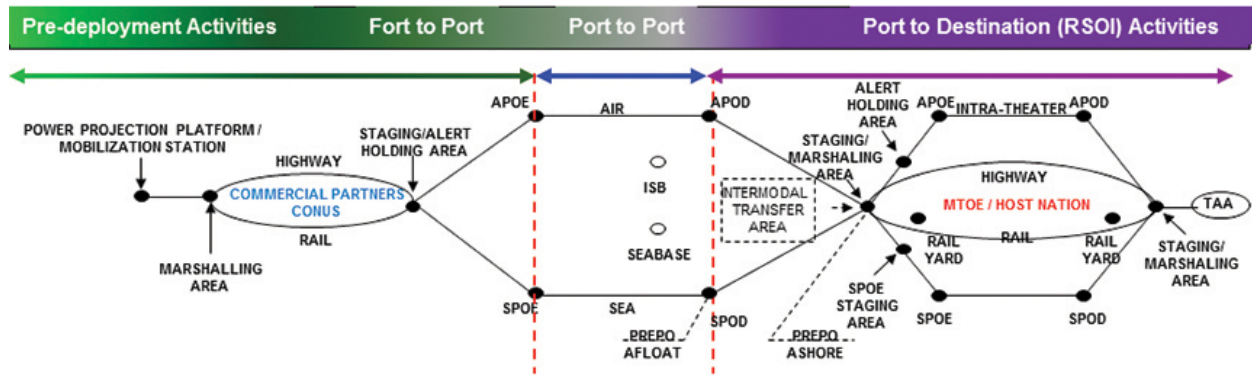 Pre-deployment Activities
Fort to Port
Port to Port
Port to Destination (RSOI) Activities
POWER PROJECTION PLATFORM /
MOBILIZATION STATION
MARSHALLING
AREA
HIGHWAY
COMMERCIAL PARTNERS
CONUS
RAIL
STAGING/ALERT
HOLDING AREA
APOE
AIR
APOD
ISB
SEABASE
SPOE
SEA
SPOD
PREPO
AFLOAT
INTERMODAL
TRANSFER
AREA
STAGING/
MARSHALING
AREA
ALERT
HOLDING
AREA
APOE
INTRA-THEATER
APOD
HIGHWAY
MTOE / HOST NATION
RAIL
YARD
RAIL
RAIL
YARD
SPOE
STAGING
AREA
PREPO
ASHORE
SPOE
SPOD
TAA
STAGING/
MARSHALING
AREA